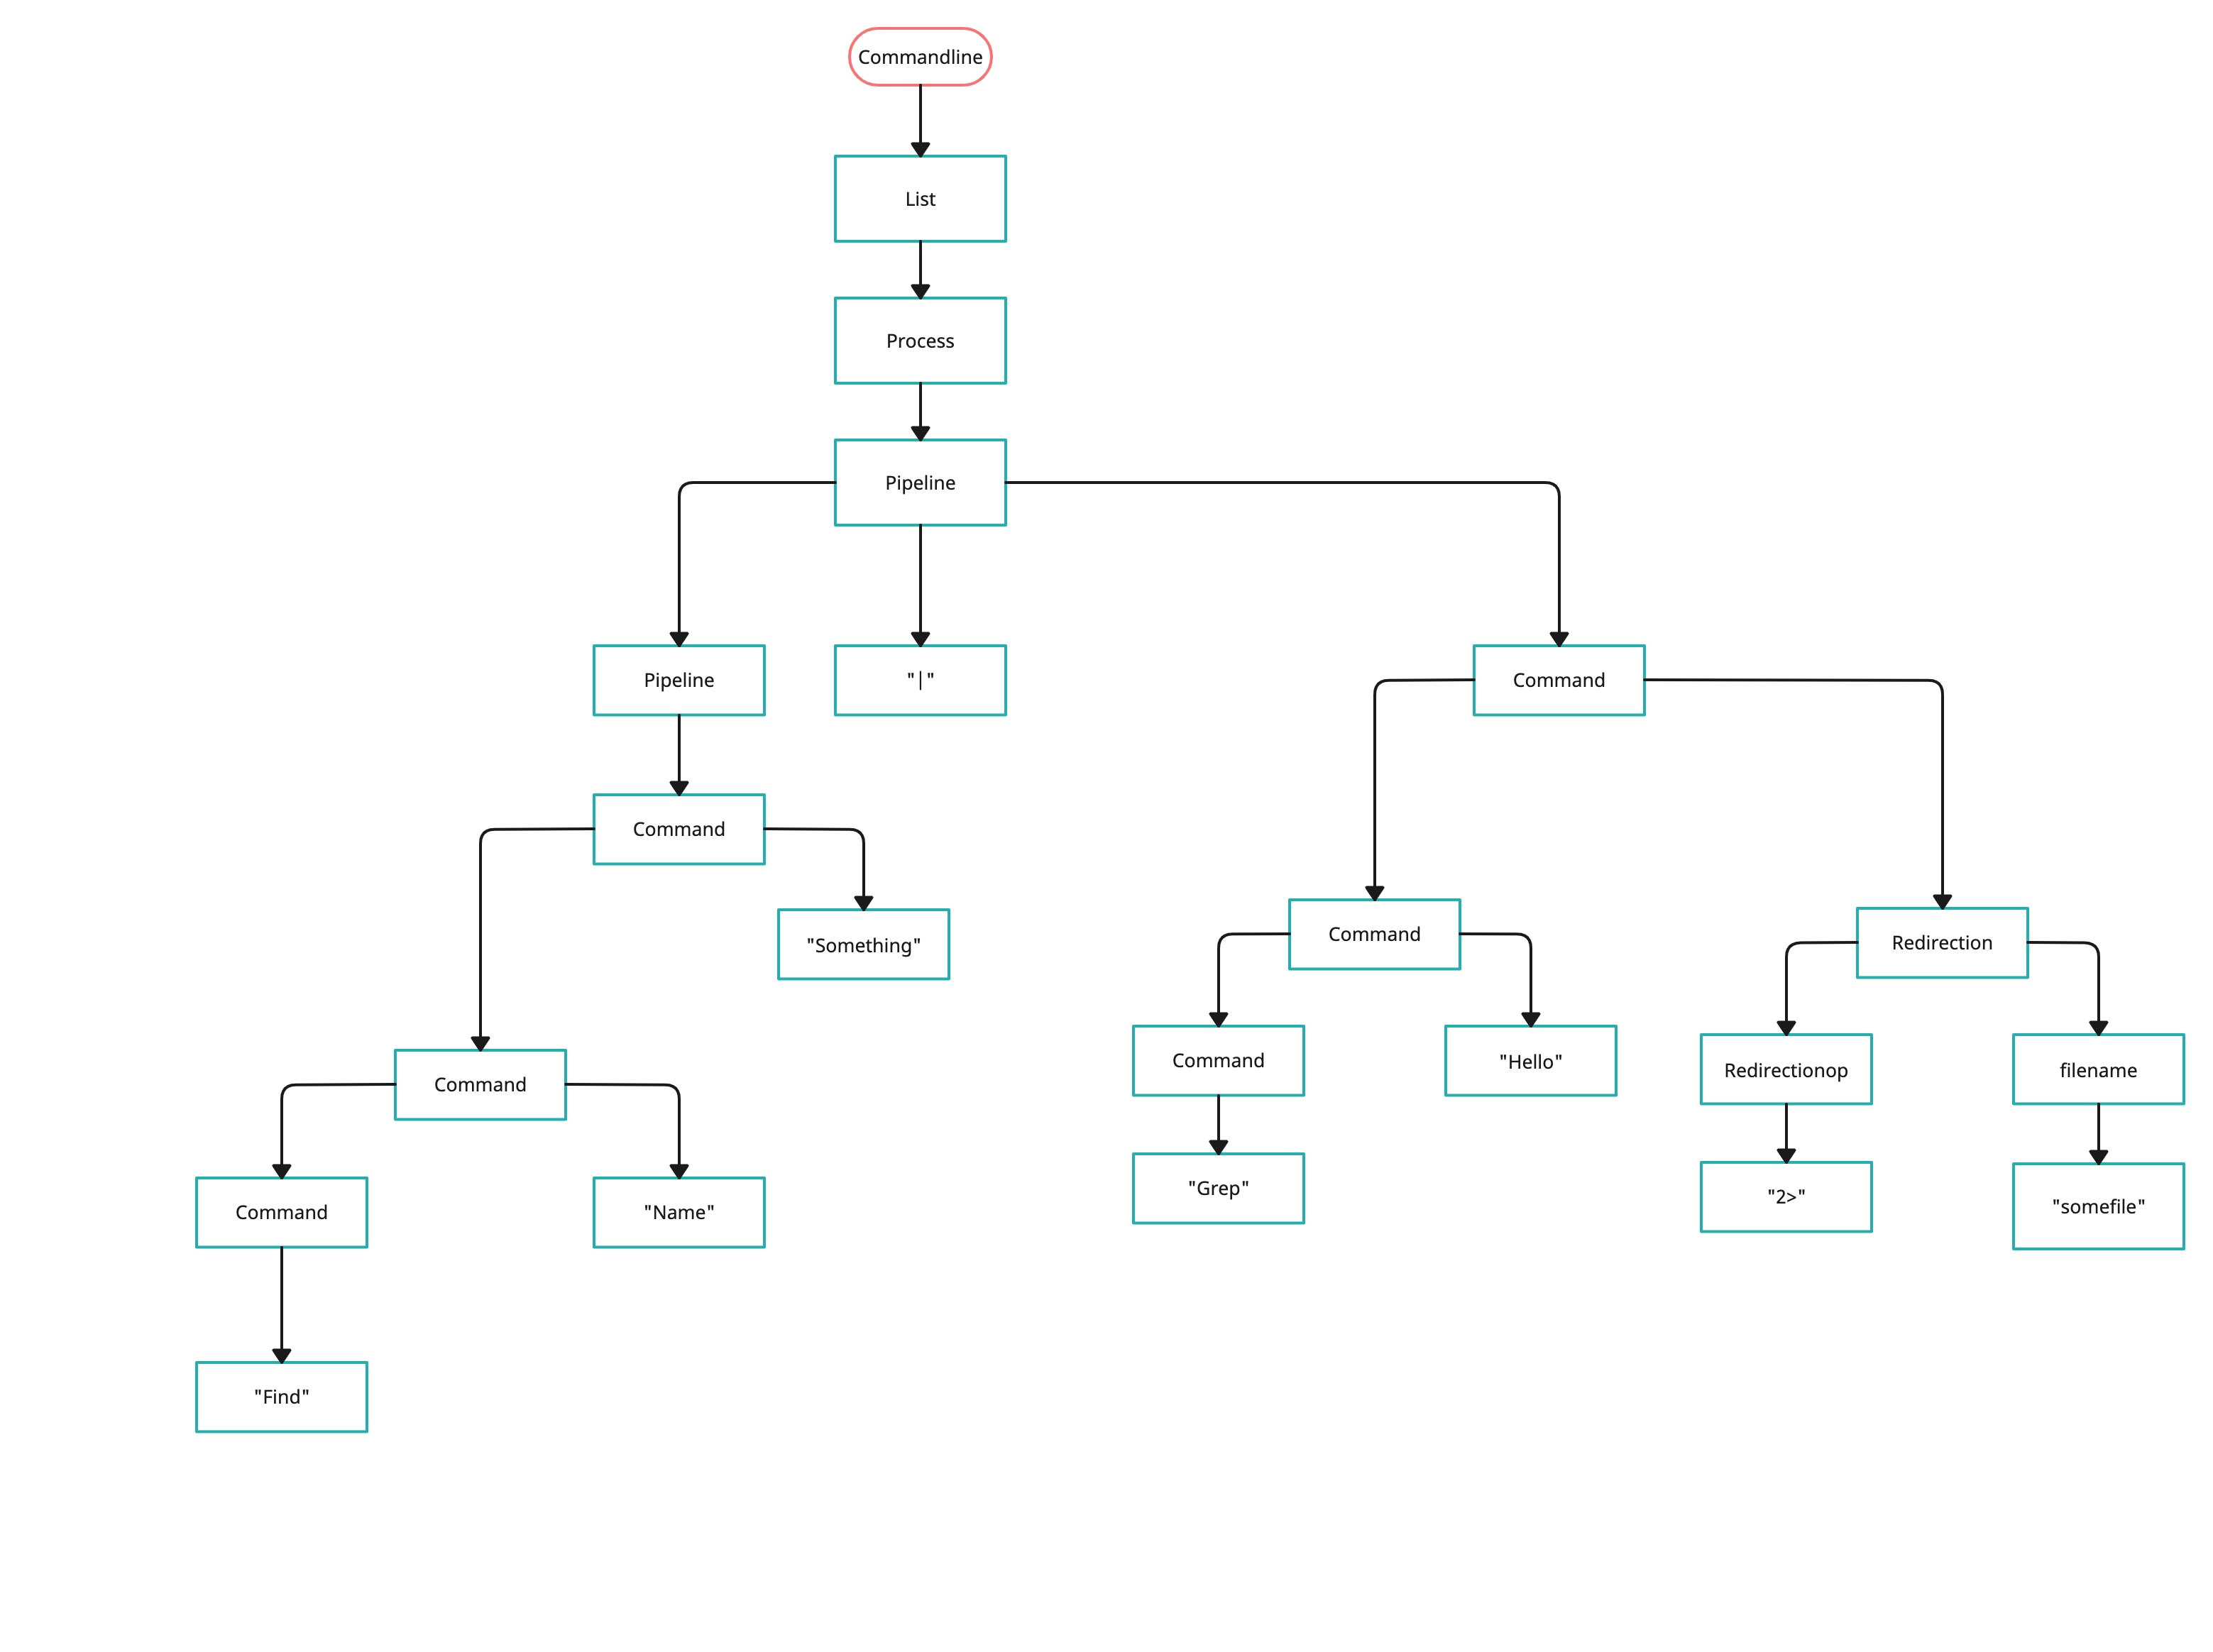 Commandline
List
Process
Pipeline
Pipeline
"|"
Command
Command
"Something"
Command
Redirection
Command
"Hello"
Redirectionop
filename
Command
"Grep"
"2>"
"somefile"
Command
"Name"
"Find"